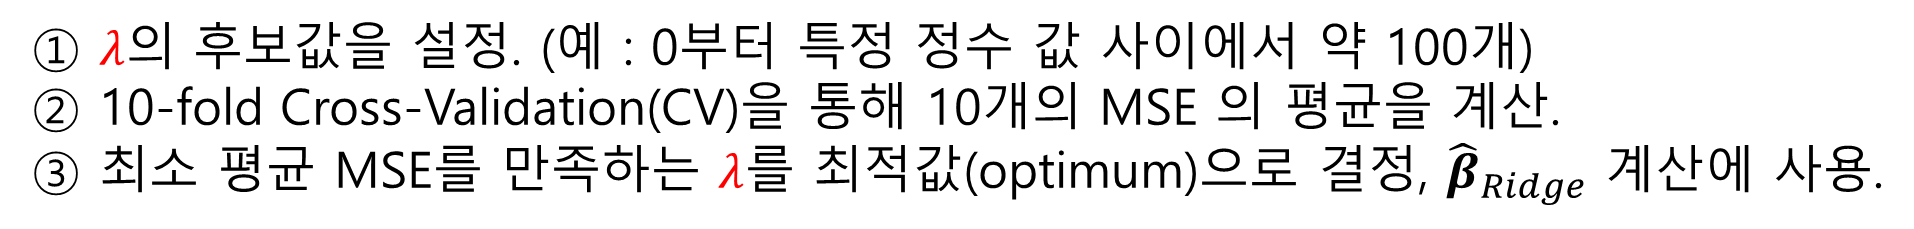 ① λ의 후보값을 설정. (예 : 0부터 특정 정수 값 사이에서 약 100개)
② 10-fold Cross-Validation(CV)을 통해 10개의 MSE 의 평균을 계산.
③ 최소 평균 MSE를 만족하는 λ를 최적값(optimum)으로 결정, β̂_Ridge 계산에 사용.